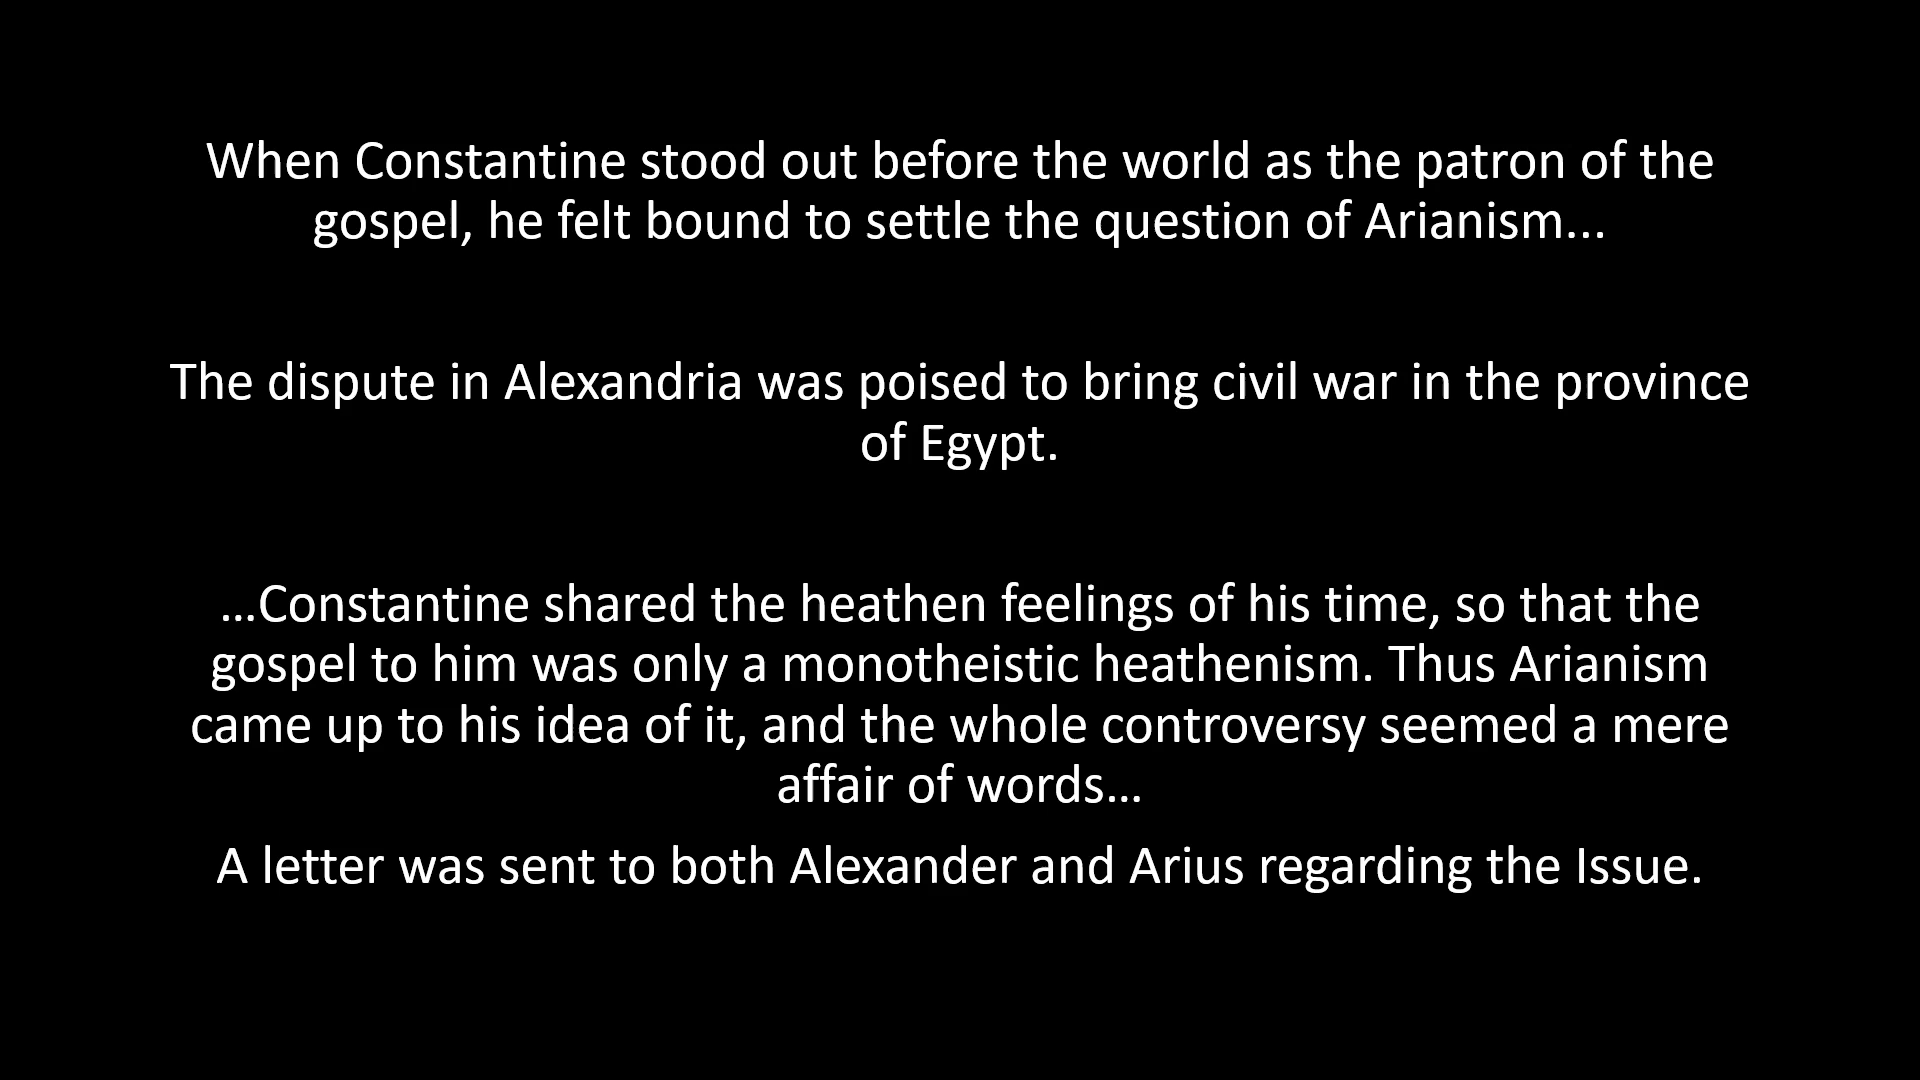 When Constantine stood out before the world as the patron of the
gospel, he felt bound to settle the question of Arianism...
The dispute in Alexandria was poised to bring civil war in the province
of Egypt.
...Constantine shared the heathen feelings of his time, so that the
gospel to him was only a monotheistic heathenism. Thus Arianism
came up to his idea of it, and the whole controversy seemed a mere
affair of words...
A letter was sent to both Alexander and Arius regarding the Issue.